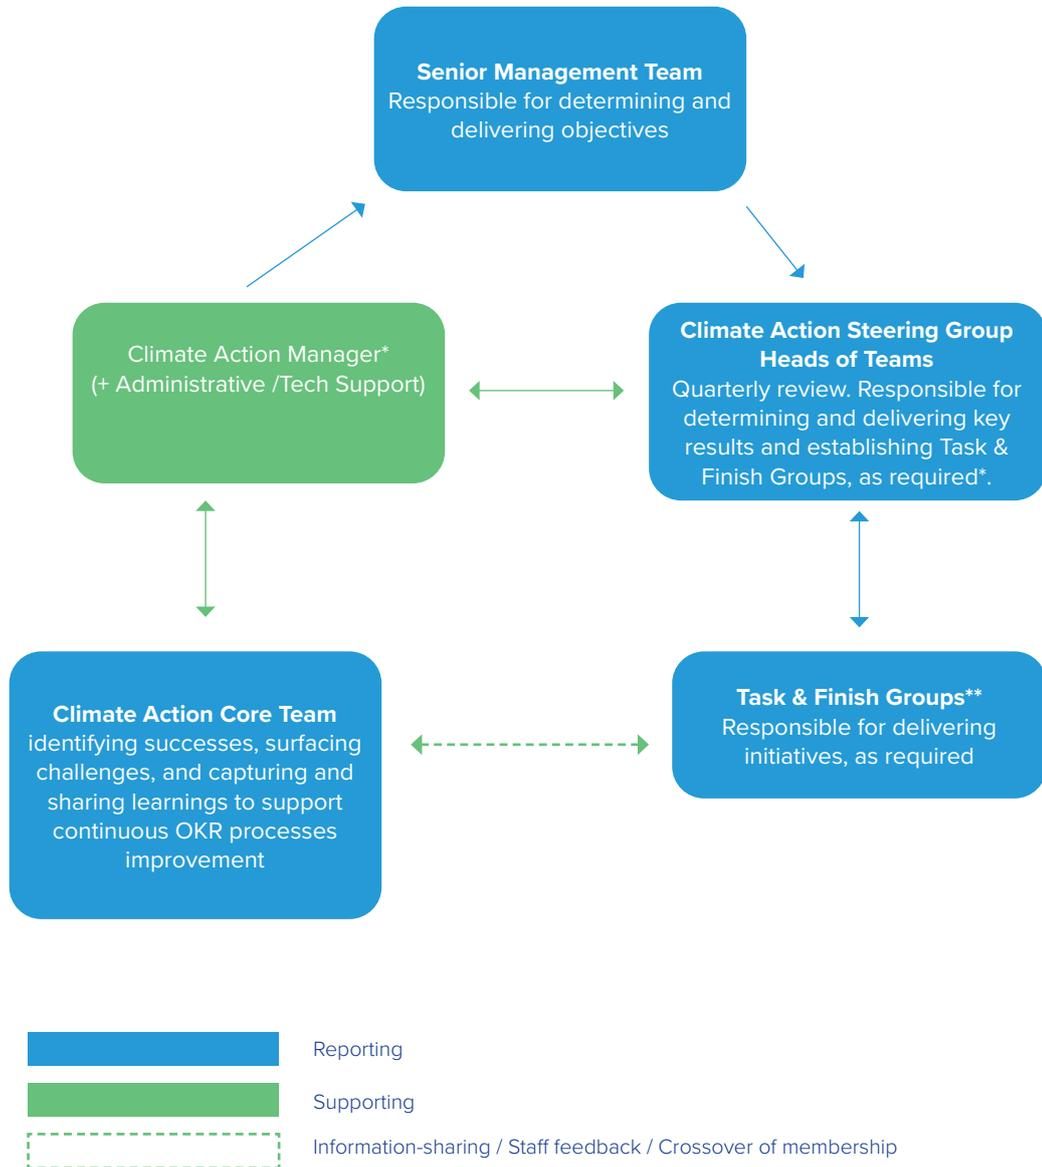 Senior Management Team
Responsible for determining and
delivering objectives
Climate Action Manager*
(+ Administrative /Tech Support)
Climate Action Steering Group
Heads of Teams
Quarterly review. Responsible for
determining and delivering key
results and establishing Task &
Finish Groups, as required*.
Climate Action Core Team
identifying successes, surfacing
challenges, and capturing and
sharing learnings to support
continuous OKR processes
improvement
Task & Finish Groups**
Responsible for delivering
initiatives, as required
Reporting
Supporting
Information-sharing / Staff feedback / Crossover of membership